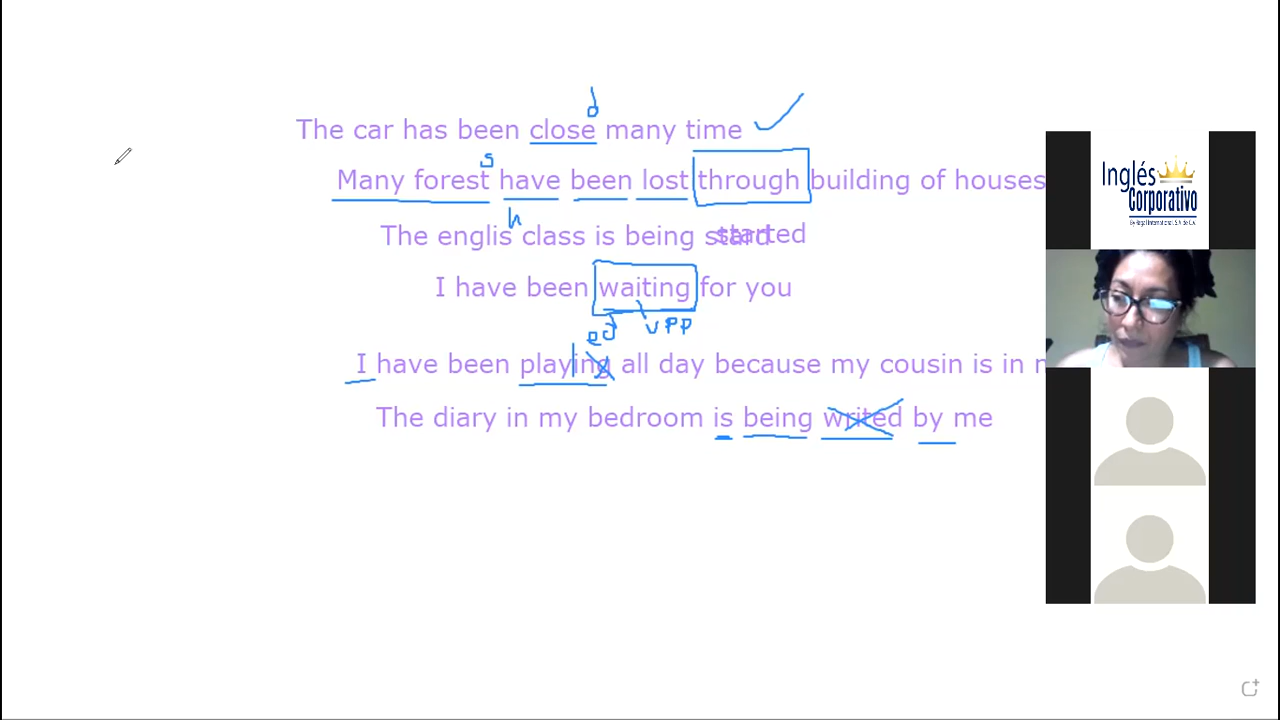 d
The car has been close many time
s
Many forest have been lost through building of houses
h
The englis class is being stard started
I have been waiting for you
ed VPP
I have been playing all day because my cousin is in
The diary in my bedroom is being writed by me
Inglés
Corporativo